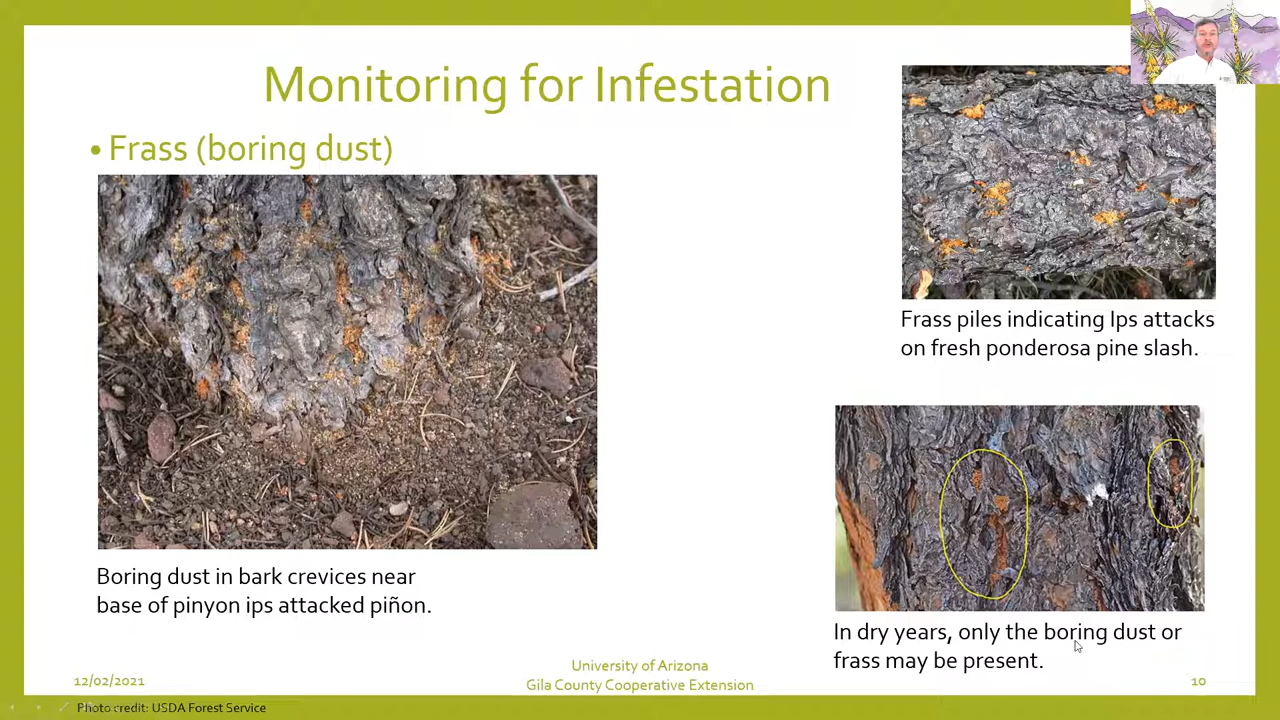 Monitoring for Infestation
• Frass (boring dust)
Boring dust in bark crevices near
base of pinyon ips attacked piñon.
Frass piles indicating Ips attacks
on fresh ponderosa pine slash.
In dry years, only the boring dust or
frass may be present.
12/02/2021
University of Arizona
Gila County Cooperative Extension
10
Photo credit: USDA Forest Service